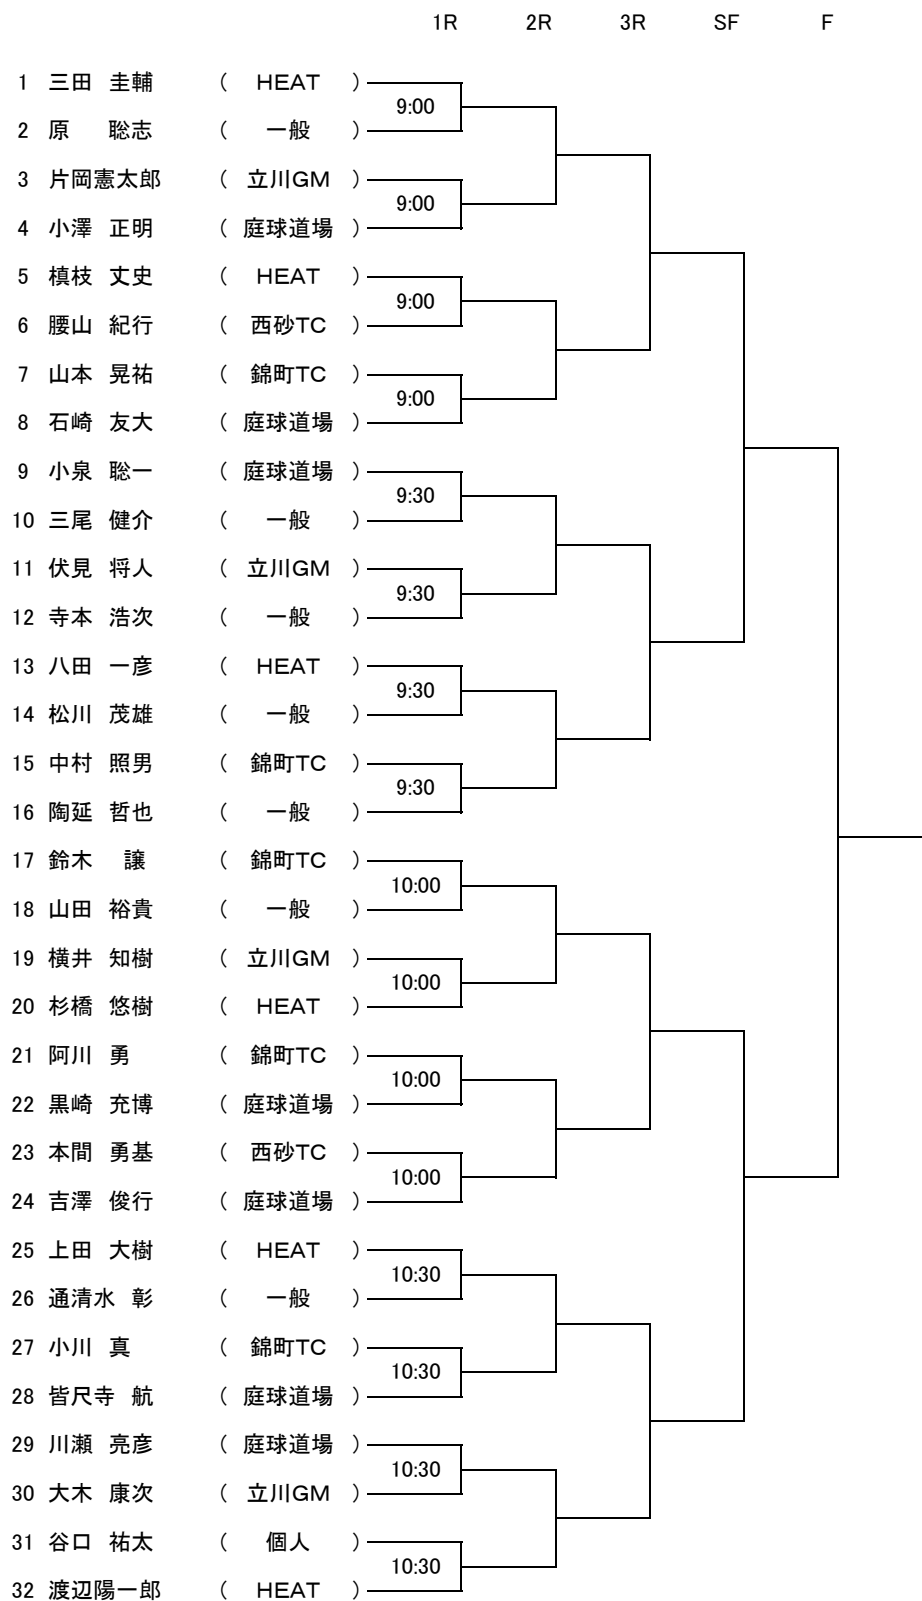 1R 2R 3R SF F
1 三田 圭輔 ( HEAT )
9:00
2 原 聡志 ( 一般 )
3 片岡憲太郎 ( 立川GM )
9:00
4 小澤 正明 ( 庭球道場 )
5 槙枝 丈史 ( HEAT )
9:00
6 腰山 紀行 ( 西砂TC )
7 山本 晃祐 ( 錦町TC )
9:00
8 石崎 友大 ( 庭球道場 )
9 小泉 聡一 ( 庭球道場 )
9:30
10 三尾 健介 ( 一般 )
11 伏見 将人 ( 立川GM )
9:30
12 寺本 浩次 ( 一般 )
13 八田 一彦 ( HEAT )
9:30
14 松川 茂雄 ( 一般 )
15 中村 照男 ( 錦町TC )
9:30
16 陶延 哲也 ( 一般 )
17 鈴木 譲 ( 錦町TC )
10:00
18 山田 裕貴 ( 一般 )
19 横井 知樹 ( 立川GM )
10:00
20 杉橋 悠樹 ( HEAT )
21 阿川 勇 ( 錦町TC )
10:00
22 黒崎 充博 ( 庭球道場 )
23 本間 勇基 ( 西砂TC )
10:00
24 吉澤 俊行 ( 庭球道場 )
25 上田 大樹 ( HEAT )
10:30
26 通清水 彰 ( 一般 )
27 小川 真 ( 錦町TC )
10:30
28 皆尺寺 航 ( 庭球道場 )
29 川瀬 亮彦 ( 庭球道場 )
10:30
30 大木 康次 ( 立川GM )
31 谷口 祐太 ( 個人 )
10:30
32 渡辺陽一郎 ( HEAT )